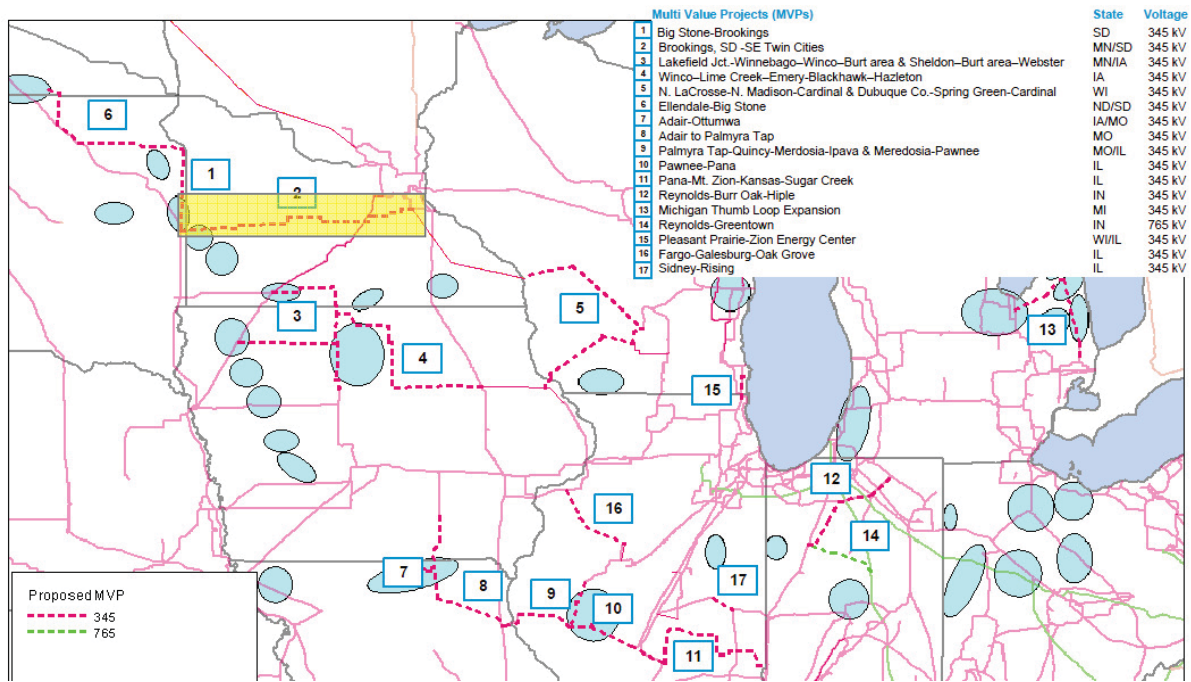 Multi Value Projects (MVPs) State Voltage
1 Big Stone-Brookings SD 345 kV
2 Brookings, SD -SE Twin Cities MN/SD 345 kV
3 Lakefield Jct.-Winnebago–Winco–Burt area & Sheldon–Burt area–Webster MN/IA 345 kV
4 Winco–Lime Creek–Emery-Blackhawk–Hazleton IA 345 kV
5 N. LaCrosse-N. Madison-Cardinal & Dubuque Co.-Spring Green-Cardinal WI 345 kV
6 Ellendale-Big Stone ND/SD 345 kV
7 Adair-Ottumwa IA/MO 345 kV
8 Adair to Palmyra Tap MO 345 kV
9 Palmyra Tap-Quincy-Merdosia-Ipava & Meredosia-Pawnee MO/IL 345 kV
10 Pawnee-Pana IL 345 kV
11 Pana-Mt. Zion-Kansas-Sugar Creek IL 345 kV
12 Reynolds-Burr Oak-Hiple IN 345 kV
13 Michigan Thumb Loop Expansion MI 345 kV
14 Reynolds-Greentown IN 765 kV
15 Pleasant Prairie-Zion Energy Center WI/IL 345 kV
16 Fargo-Galesburg-Oak Grove IL 345 kV
17 Sidney-Rising IL 345 kV
6
1
2
5
3
13
4
15
12
16
14
7
17
8
9
10
11
Proposed MVP
345
765